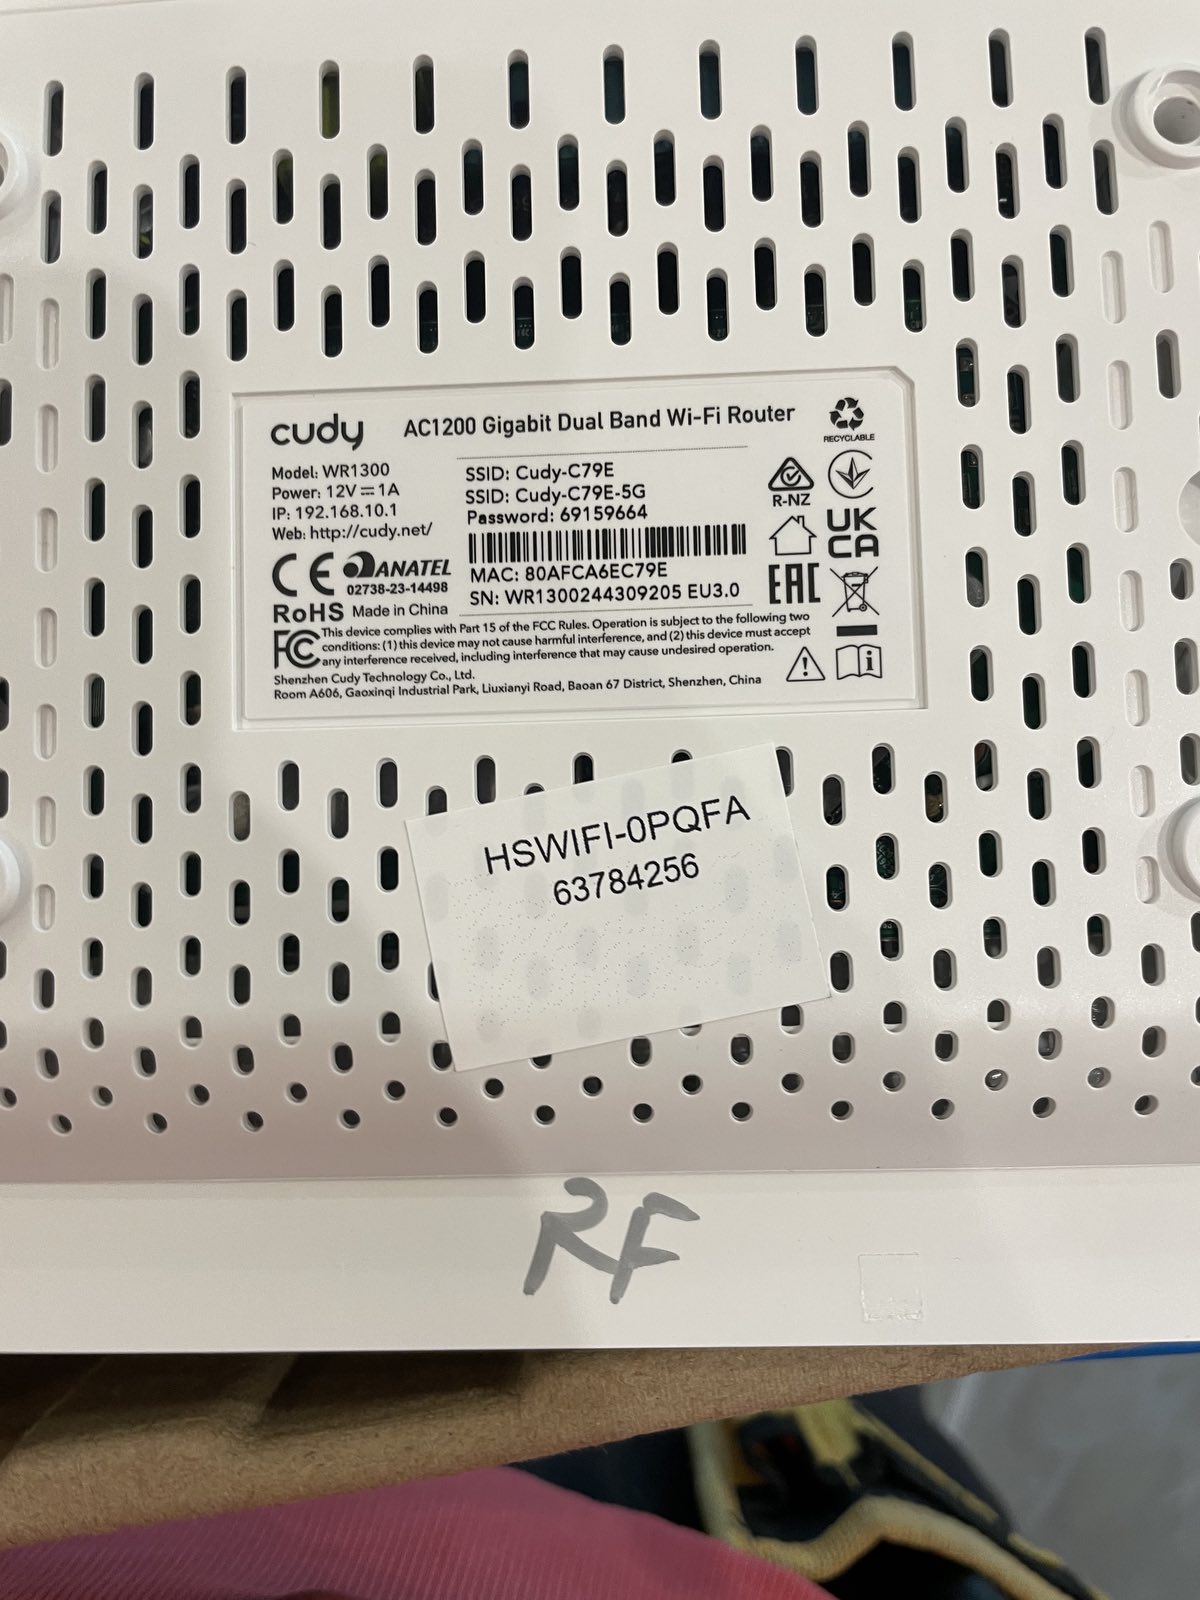 cudy
AC1200 Gigabit Dual Band Wi-Fi Router
RECYCLABLE
Model: WR1300
Power: 12V⎓1A
IP: 192.168.10.1
Web: http://cudy.net/
SSID: Cudy-C79E
SSID: Cudy-C79E-5G
Password: 69159664
R-NZ
UK
CA
CE ANATEL
02738-23-14498
MAC: 80AFCA6EC79E
SN: WR1300244309205 EU3.0
EAC
RoHS Made in China
FC This device complies with Part 15 of the FCC Rules. Operation is subject to the following two
conditions: (1) this device may not cause harmful interference, and (2) this device must accept
any interference received, including interference that may cause undesired operation.
Shenzhen Cudy Technology Co., Ltd.
Room A606, Gaoxinqi Industrial Park, Liuxianyi Road, Baoan 67 District, Shenzhen, China
HSWIFI-0PQFA
63784256
RF